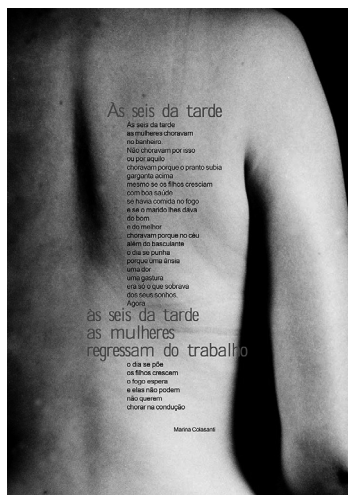 Às seis da tarde
Às seis da tarde
as mulheres choravam
no banheiro.
Não choravam por isso
ou por aquilo
choravam porque o pranto subia
garganta acima
mesmo se os filhos cresciam
com boa saúde
se havia comida no fogo
e se o marido lhes dava
do bom
e do melhor
choravam porque no céu
além do basculante
o dia se punha
porque uma ânsia
uma dor
uma gastura
era só o que sobrava
dos seus sonhos.
Agora
às seis da tarde
as mulheres
regressam do trabalho
o dia se põe
os filhos crescem
o fogo espera
e elas não podem
não querem
chorar na condução
Marina Colasanti